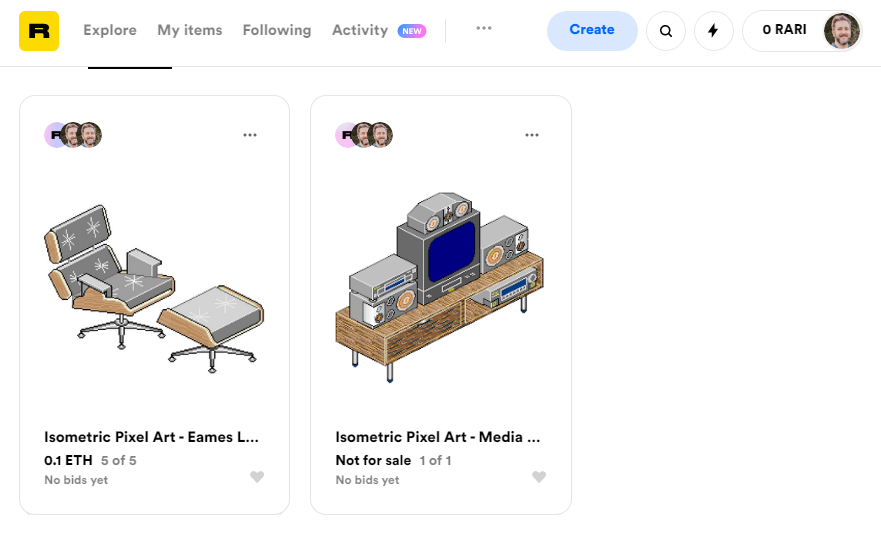 R Explore My items Following Activity NEW ... Create 0 RARI
R
Isometric Pixel Art - Eames L...
0.1 ETH 5 of 5
No bids yet
R
Isometric Pixel Art - Media ...
Not for sale 1 of 1
No bids yet